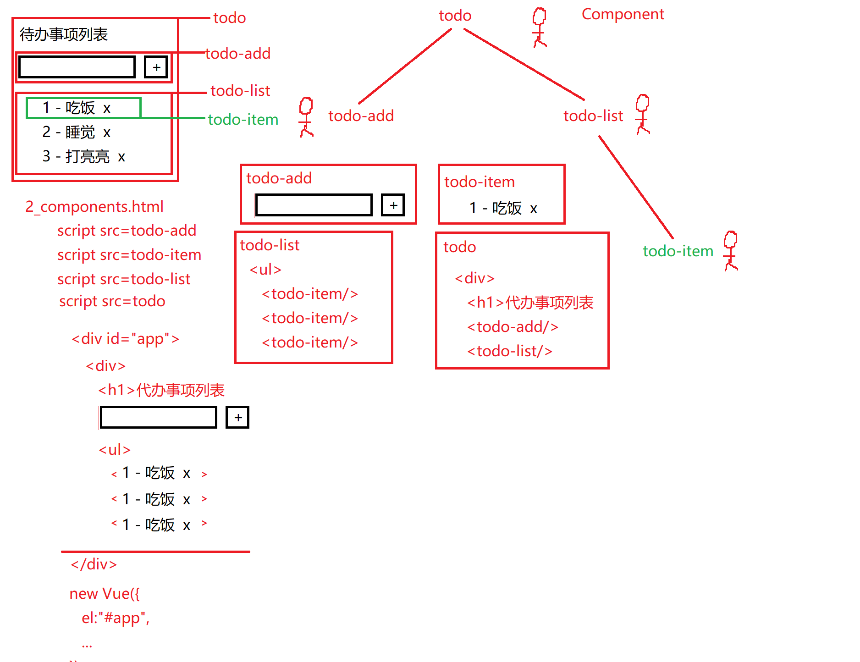 todo
待办事项列表
+
todo-add
todo-list
1 - 吃饭 x
todo-item
2 - 睡觉 x
3 - 打亮亮 x
todo
Component
todo-add
todo-list
todo-item
2_components.html
script src=todo-add
script src=todo-item
script src=todo-list
script src=todo
<div id="app">
<div>
<h1>代办事项列表
+
<ul>
< 1 - 吃饭 x >
< 1 - 吃饭 x >
< 1 - 吃饭 x >
</div>
new Vue({
el:"#app",
...
todo-add
+
todo-item
1 - 吃饭 x
todo-list
<ul>
<todo-item/>
<todo-item/>
<todo-item/>
todo
<div>
<h1>代办事项列表
<todo-add/>
<todo-list/>